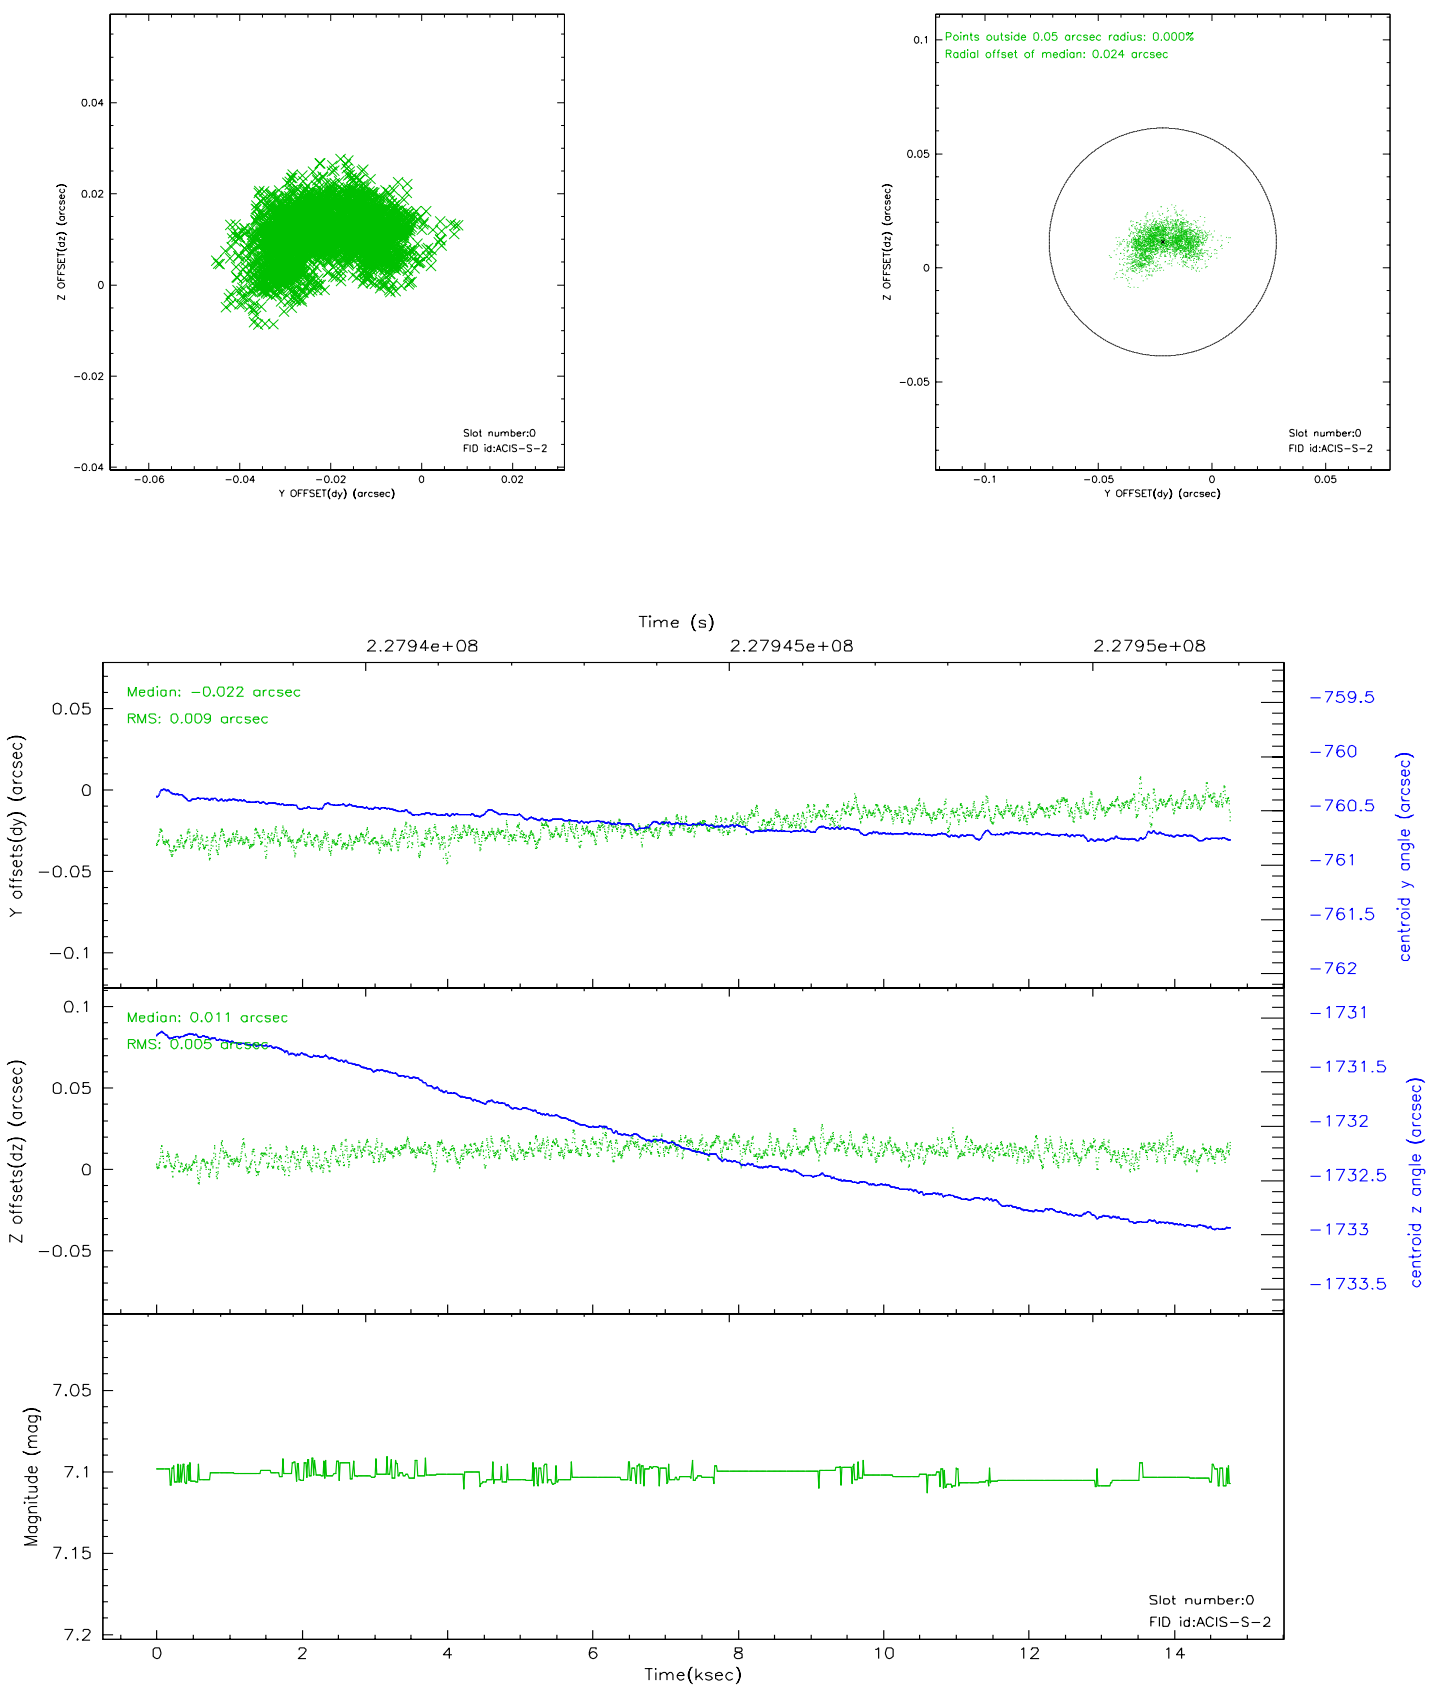 0.04
0.02
0
−0.02
−0.04
Z OFFSET(dz) (arcsec)
Slot number:0
FID id:ACIS−S−2
−0.06
−0.04
−0.02
0
0.02
Y OFFSET(dy) (arcsec)
Points outside 0.05 arcsec radius: 0.000%
Radial offset of median: 0.024 arcsec
0.1
0.05
0
−0.05
Z OFFSET(dz) (arcsec)
Slot number:0
FID id:ACIS−S−2
−0.1
−0.05
0
0.05
Y OFFSET(dy) (arcsec)
Time (s)
2.2794e+08
2.27945e+08
2.2795e+08
Median: −0.022 arcsec
RMS: 0.009 arcsec
0.05
0
−0.05
−0.1
Y offsets(dy) (arcsec)
−759.5
−760
−760.5
−761
−761.5
−762
centroid y angle (arcsec)
Median: 0.011 arcsec
RMS: 0.005 arcsec
0.1
0.05
0
−0.05
Z offsets(dz) (arcsec)
−1731
−1731.5
−1732
−1732.5
−1733
−1733.5
centroid z angle (arcsec)
7.05
7.1
7.15
7.2
Magnitude (mag)
Slot number:0
FID id:ACIS−S−2
0
2
4
6
8
10
12
14
Time(ksec)